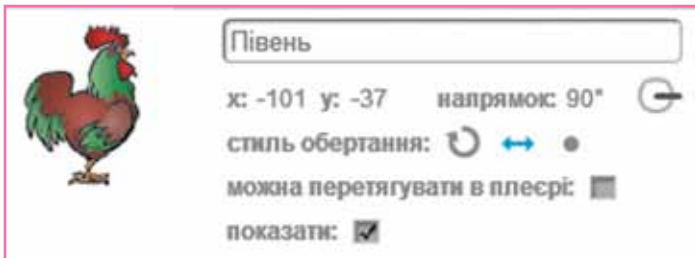 Півень
x: -101 y: -37 напрямок: 90°
стиль обертання:
можна перетягувати в плеєрі:
показати: